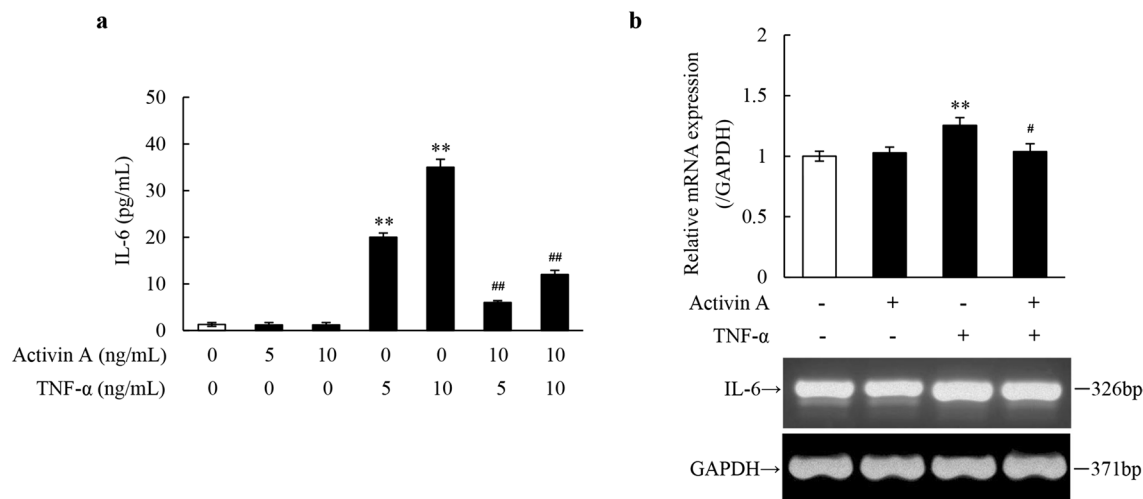 a
IL-6 (pg/mL)
50
40
30
20
10
0
**
**
##
##
Activin A (ng/mL) 0 5 10 0 0 10 10
TNF-α (ng/mL) 0 0 0 5 10 5 10
b
Relative mRNA expression
(/GAPDH)
2
1.5
1
0.5
0
**
#
Activin A - + - +
TNF-α - - + +
IL-6→ —326bp
GAPDH→ —371bp